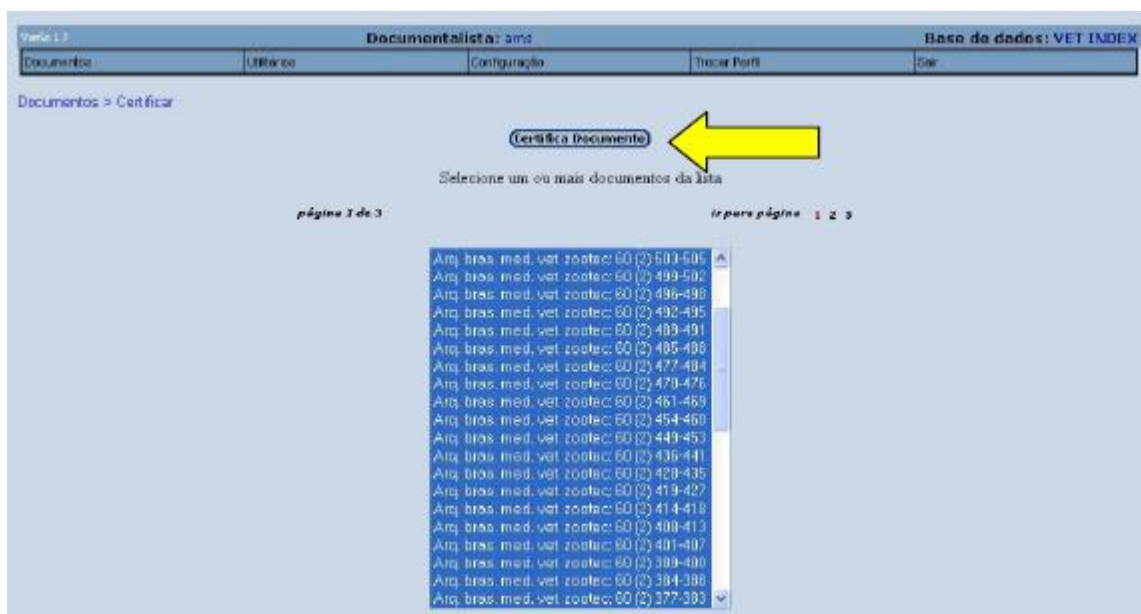 Versão 1.3 Documentalista: ams Base de dados: VET INDEX
Documentos Utilitários Configuração Trocar Perfil Sair
Documentos > Certificar
Certifica Documento
Selecione um ou mais documentos da lista
página 1 de 3 ir para página 1 2 3
Arq. bras. med. vet. zootec; 60 (2) 503-505
Arq. bras. med. vet. zootec; 60 (2) 499-502
Arq. bras. med. vet. zootec; 60 (2) 496-498
Arq. bras. med. vet. zootec; 60 (2) 492-495
Arq. bras. med. vet. zootec; 60 (2) 489-491
Arq. bras. med. vet. zootec; 60 (2) 485-488
Arq. bras. med. vet. zootec; 60 (2) 477-484
Arq. bras. med. vet. zootec; 60 (2) 470-476
Arq. bras. med. vet. zootec; 60 (2) 461-469
Arq. bras. med. vet. zootec; 60 (2) 454-460
Arq. bras. med. vet. zootec; 60 (2) 449-453
Arq. bras. med. vet. zootec; 60 (2) 436-441
Arq. bras. med. vet. zootec; 60 (2) 428-435
Arq. bras. med. vet. zootec; 60 (2) 419-427
Arq. bras. med. vet. zootec; 60 (2) 414-418
Arq. bras. med. vet. zootec; 60 (2) 408-413
Arq. bras. med. vet. zootec; 60 (2) 401-407
Arq. bras. med. vet. zootec; 60 (2) 389-400
Arq. bras. med. vet. zootec; 60 (2) 384-388
Arq. bras. med. vet. zootec; 60 (2) 377-383